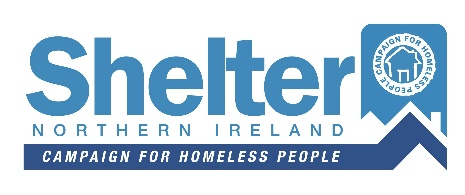 Shelter
NORTHERN IRELAND
CAMPAIGN FOR HOMELESS PEOPLE
CAMPAIGN FOR HOMELESS PEOPLE